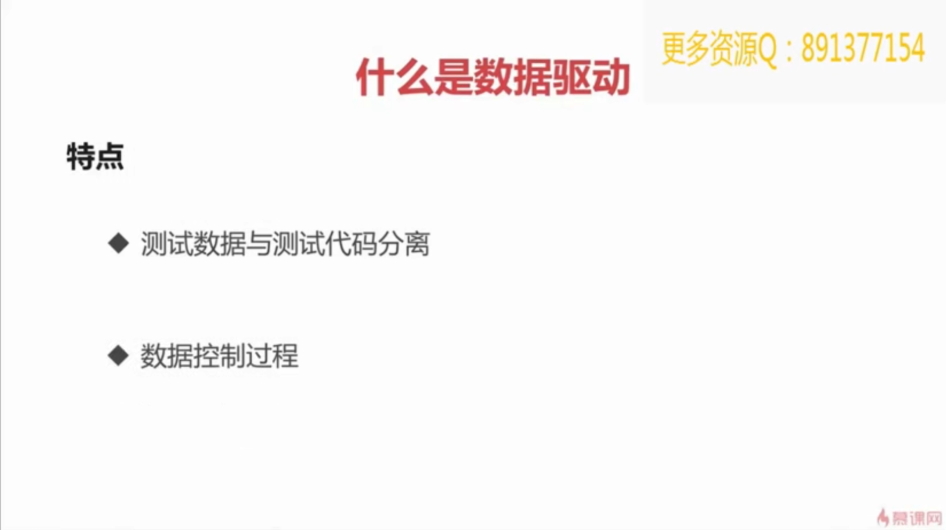 更多资源Q：891377154
什么是数据驱动
特点
◆ 测试数据与测试代码分离
◆ 数据控制过程
慕课网